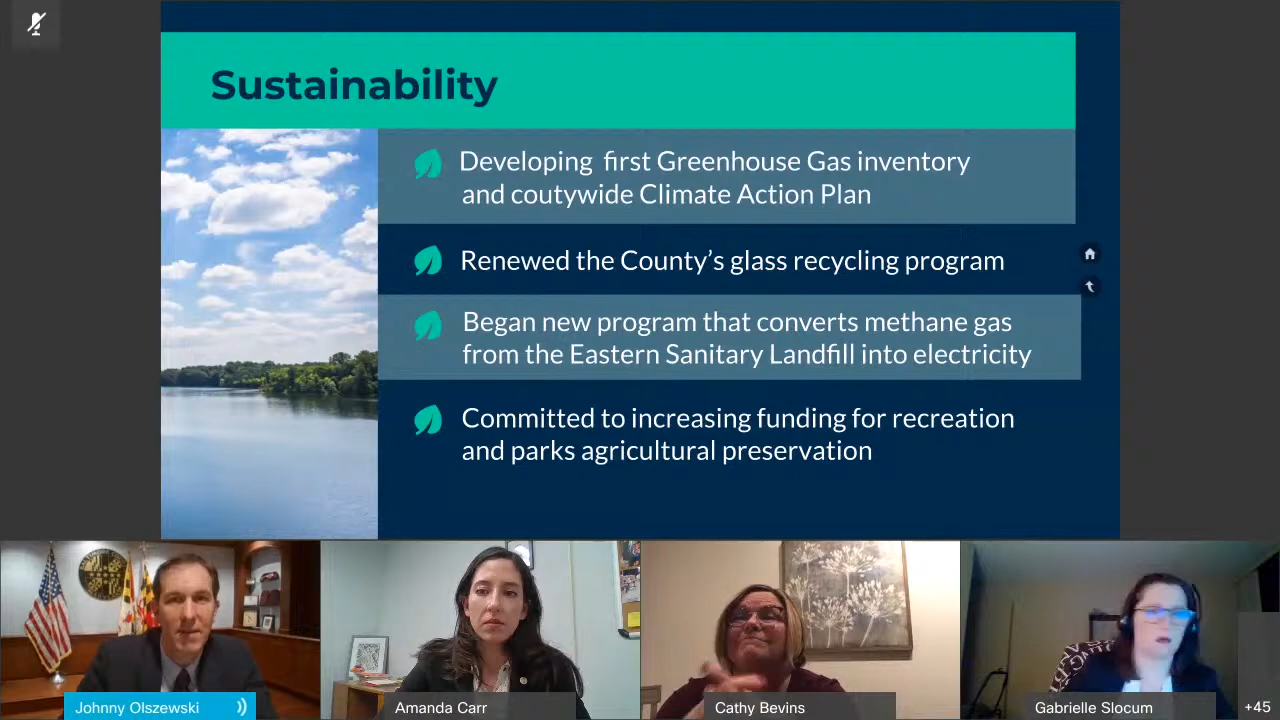 Sustainability
Developing first Greenhouse Gas inventory
and coutywide Climate Action Plan
Renewed the County's glass recycling program
Began new program that converts methane gas
from the Eastern Sanitary Landfill into electricity
Committed to increasing funding for recreation
and parks agricultural preservation
Johnny Olszewski
Amanda Carr
Cathy Bevins
Gabrielle Slocum
+45